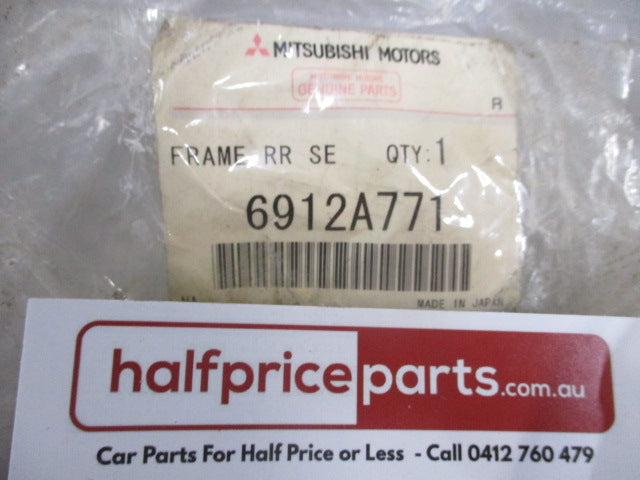 MITSUBISHI MOTORS
GENUINE PARTS
R
FRAME, RR SE QTY:1
6912A771
NA MADE IN JAPAN
halfpriceparts.com.au
Car Parts For Half Price or Less - Call 0412 760 479